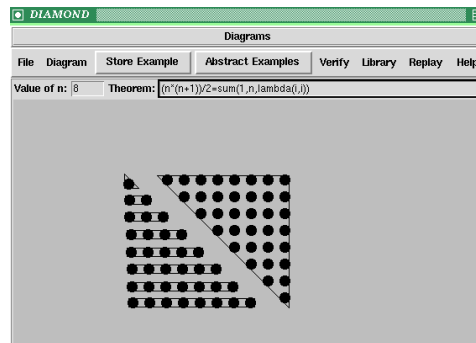 DIAMOND
Diagrams
File Diagram Store Example Abstract Examples Verify Library Replay Help
Value of n: 8 Theorem: (n*(n+1))/2=sum(1,n,lambda(i,i))